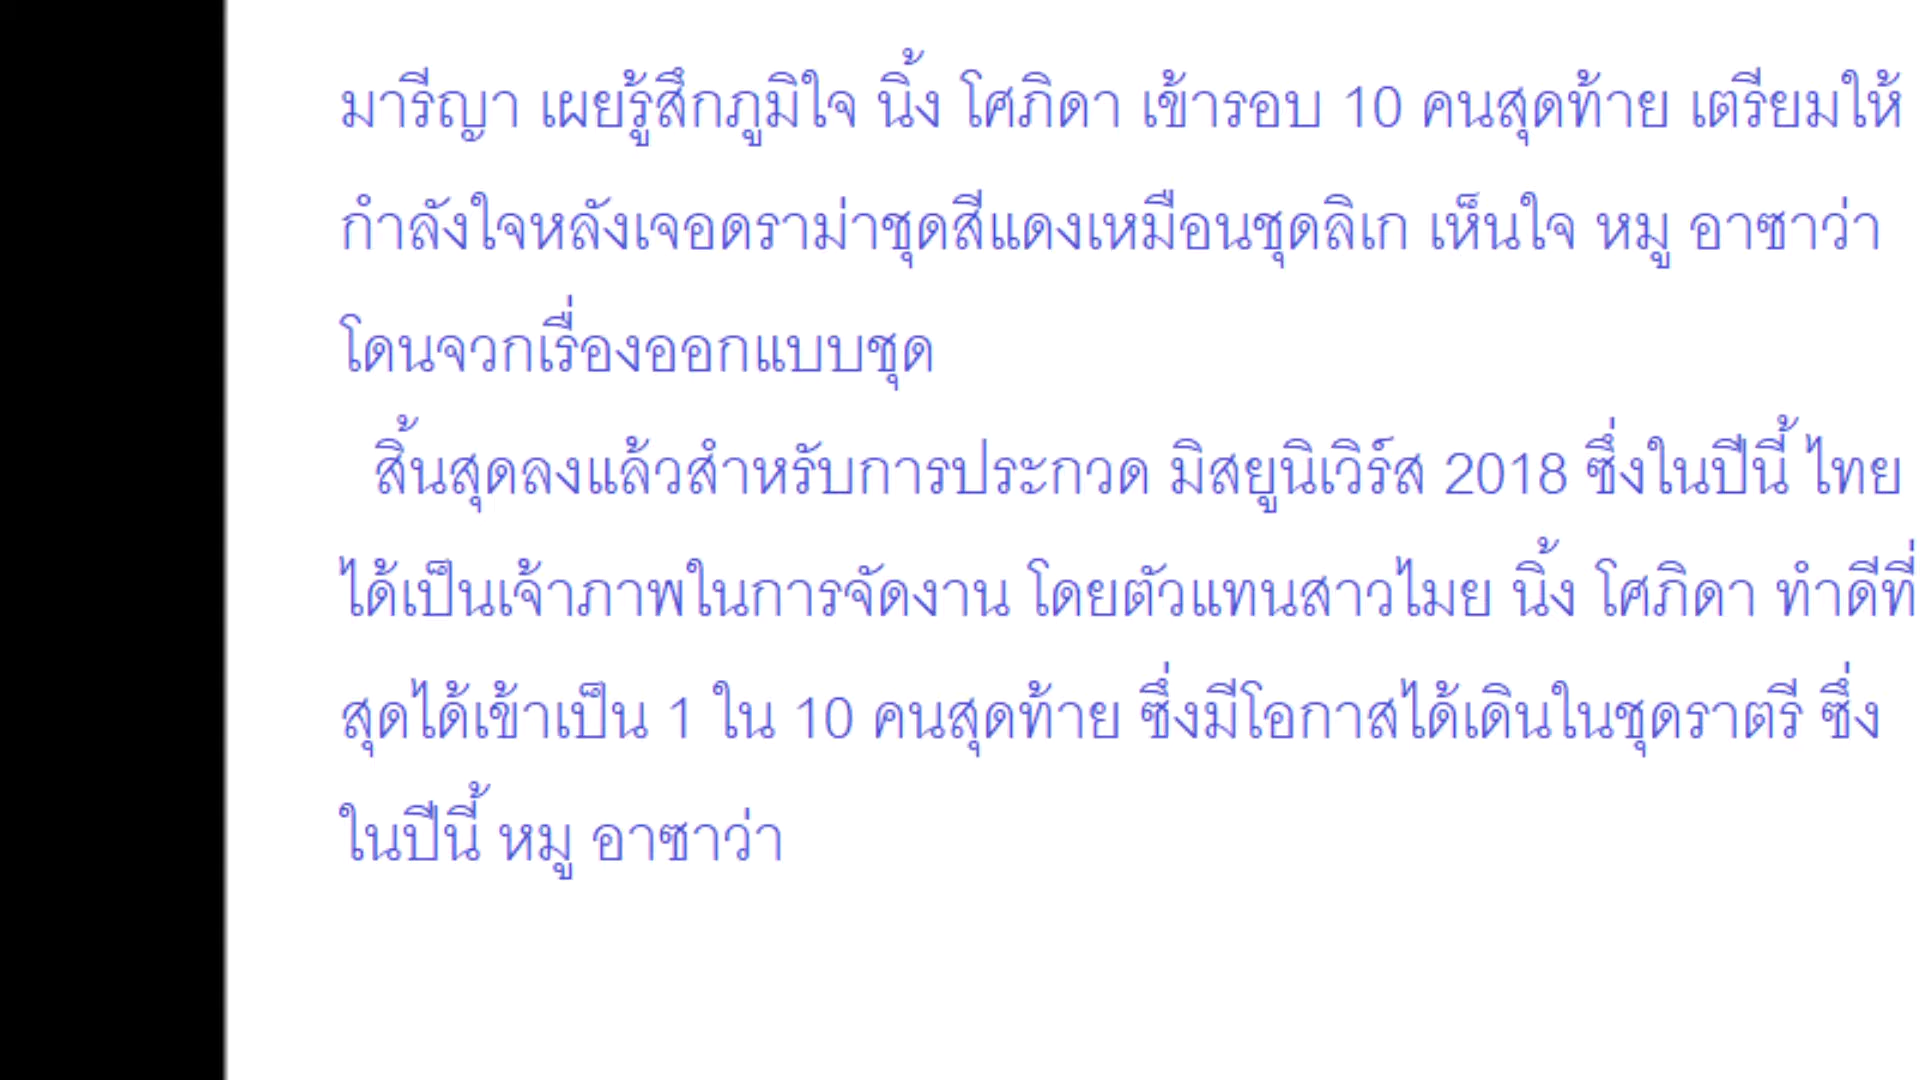 มารีญา เผยรู้สึกภูมิใจ นิ้ง โศภิดา เข้ารอบ 10 คนสุดท้าย เตรียมให้
กำลังใจหลังเจอดราม่าชุดสีแดงเหมือนชุดลิเก เห็นใจ หมู อาซาว่า
โดนจวกเรื่องออกแบบชุด
สิ้นสุดลงแล้วสำหรับการประกวด มิสยูนิเวิร์ส 2018 ซึ่งในปีนี้ ไทย
ได้เป็นเจ้าภาพในการจัดงาน โดยตัวแทนสาวไมย นิ้ง โศภิดา ทำดีที่
สุดได้เข้าเป็น 1 ใน 10 คนสุดท้าย ซึ่งมีโอกาสได้เดินในชุดราตรี ซึ่ง
ในปีนี้ หมู อาซาว่า